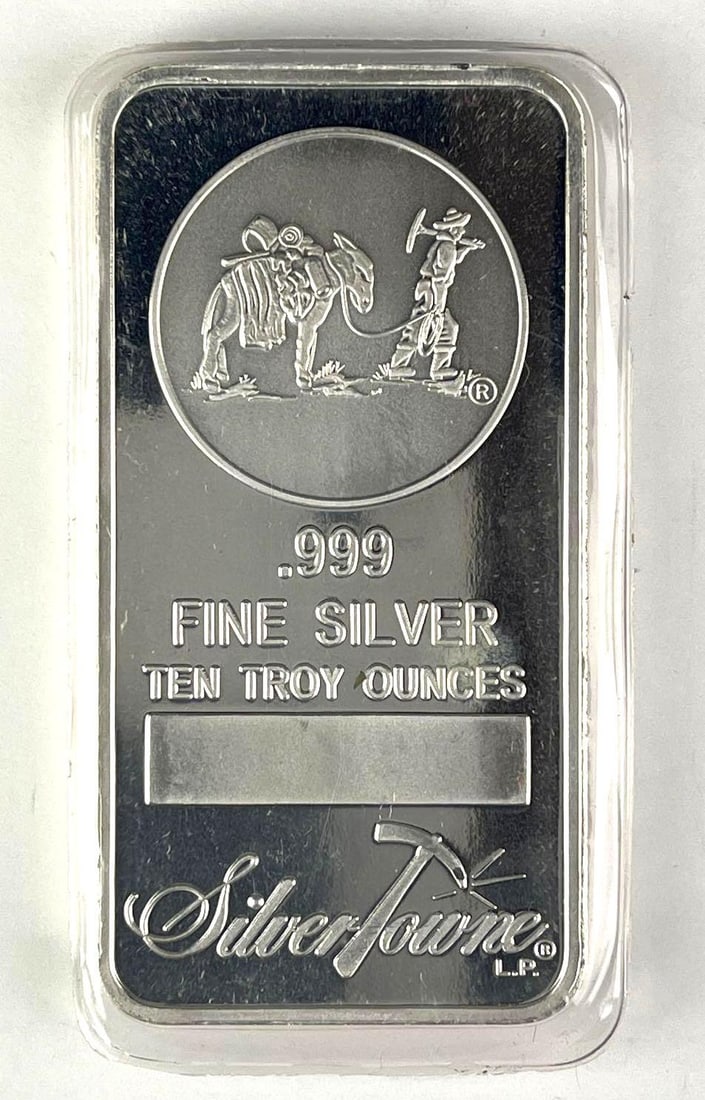 ®
.999
FINE SILVER
TEN TROY OUNCES
SilverTowne®
L.P.